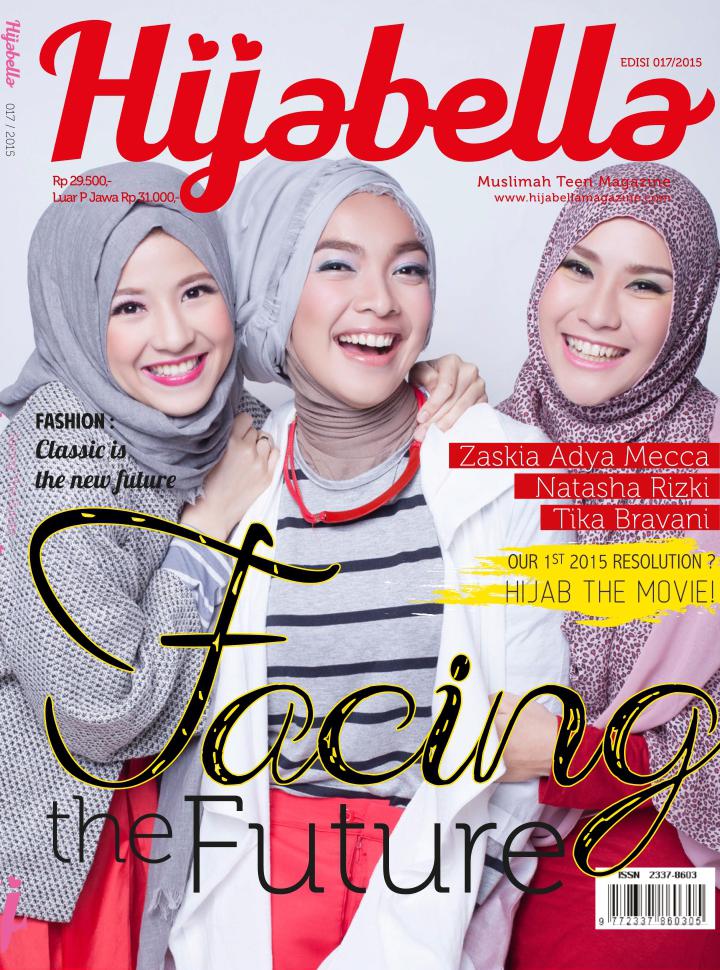 Hijabella
017 / 2015
Hijabella
EDISI 017/2015
Rp 29.500,-
Luar P Jawa Rp 31.000,-
Muslimah Teen Magazine
www.hijabellamagazine.com
FASHION :
Classic is
the new future
Zaskia Adya Mecca
Natasha Rizki
Tika Bravani
OUR 1ST 2015 RESOLUTION ?
HIJAB THE MOVIE!
Facing
the Future
ISSN 2337-8603
9 772337 860305